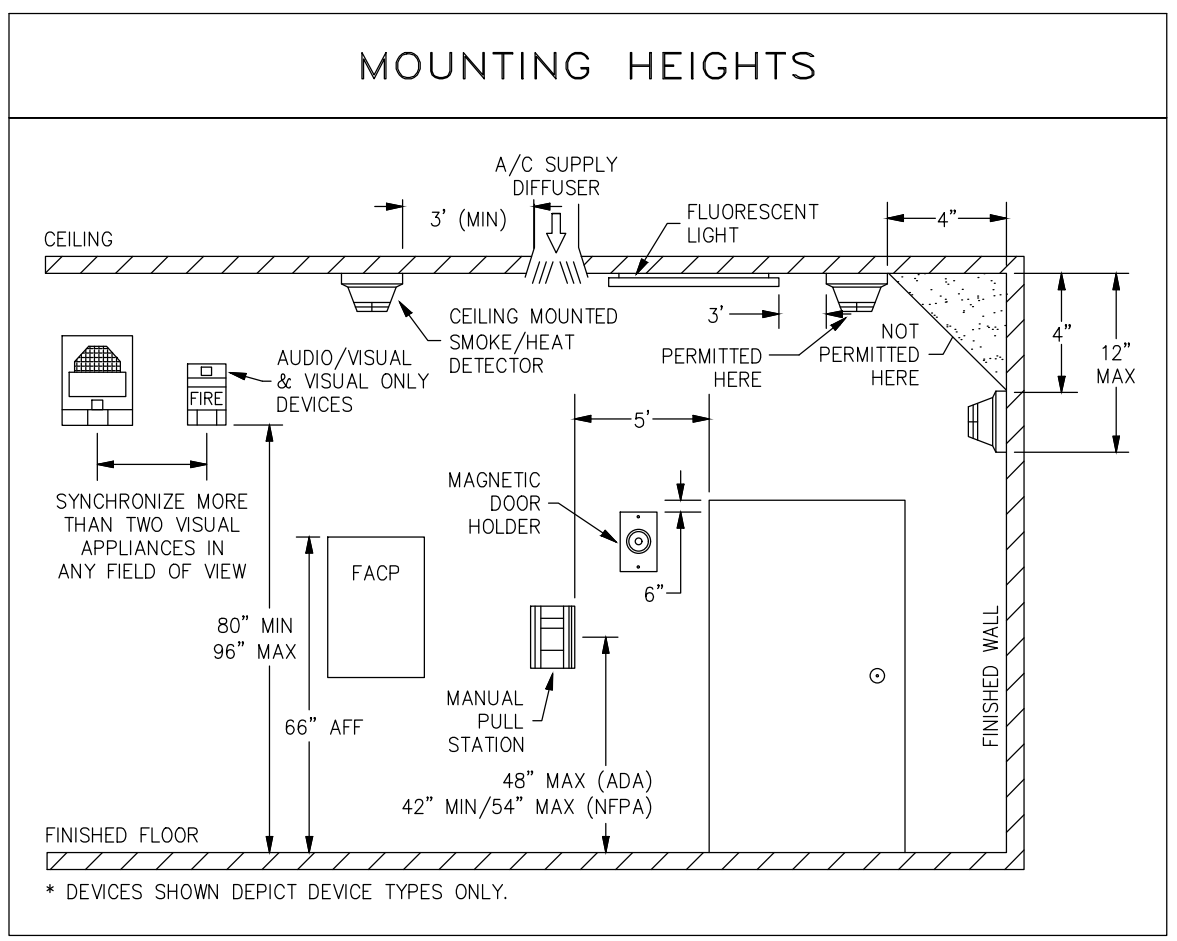 MOUNTING HEIGHTS
A/C SUPPLY
DIFFUSER
3' (MIN)
FLUORESCENT
LIGHT
4”
CEILING
CEILING MOUNTED
SMOKE/HEAT
DETECTOR
3'
PERMITTED
HERE
NOT
PERMITTED
HERE
4”
12”
MAX
AUDIO/VISUAL
& VISUAL ONLY
DEVICES
FIRE
5'
SYNCHRONIZE MORE
THAN TWO VISUAL
APPLIANCES IN
ANY FIELD OF VIEW
MAGNETIC
DOOR
HOLDER
6”
FACP
80” MIN
96” MAX
66” AFF
MANUAL
PULL
STATION
48” MAX (ADA)
42” MIN/54” MAX (NFPA)
FINISHED WALL
FINISHED FLOOR
* DEVICES SHOWN DEPICT DEVICE TYPES ONLY.